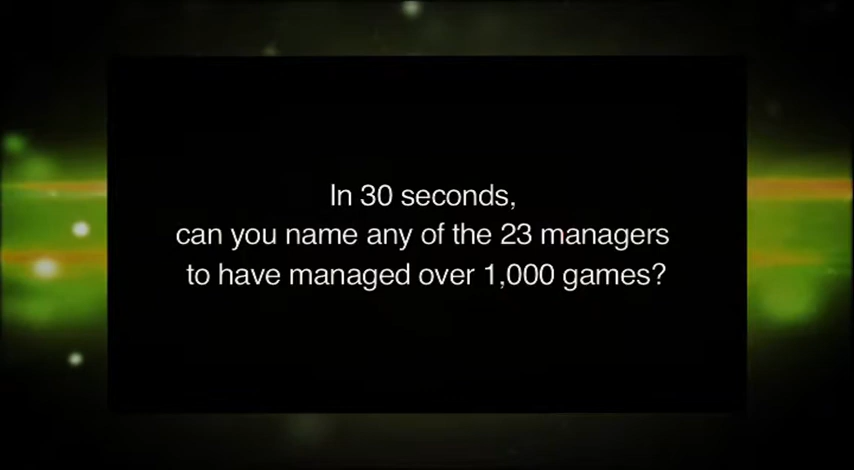 In 30 seconds,
can you name any of the 23 managers
to have managed over 1,000 games?